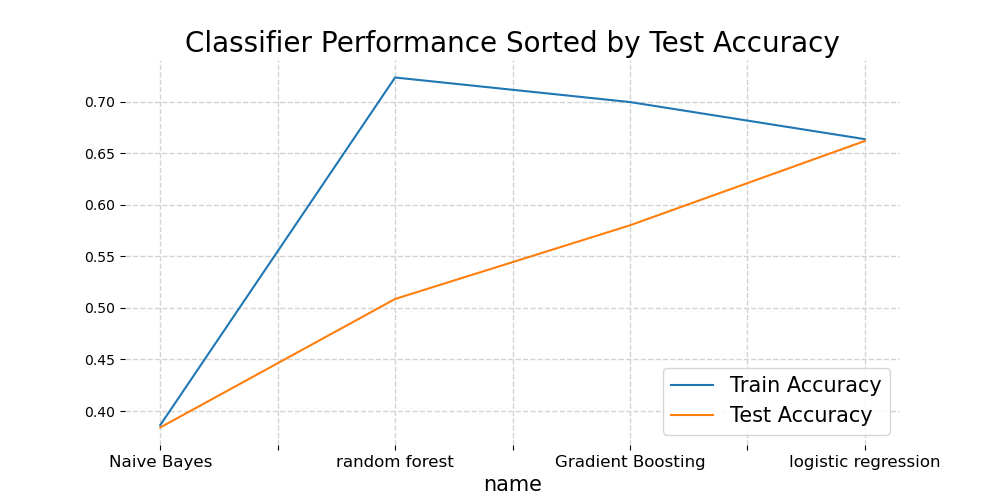 Classifier Performance Sorted by Test Accuracy
0.70
0.65
0.60
0.55
0.50
0.45
0.40
Train Accuracy
Test Accuracy
Naive Bayes random forest Gradient Boosting logistic regression
name